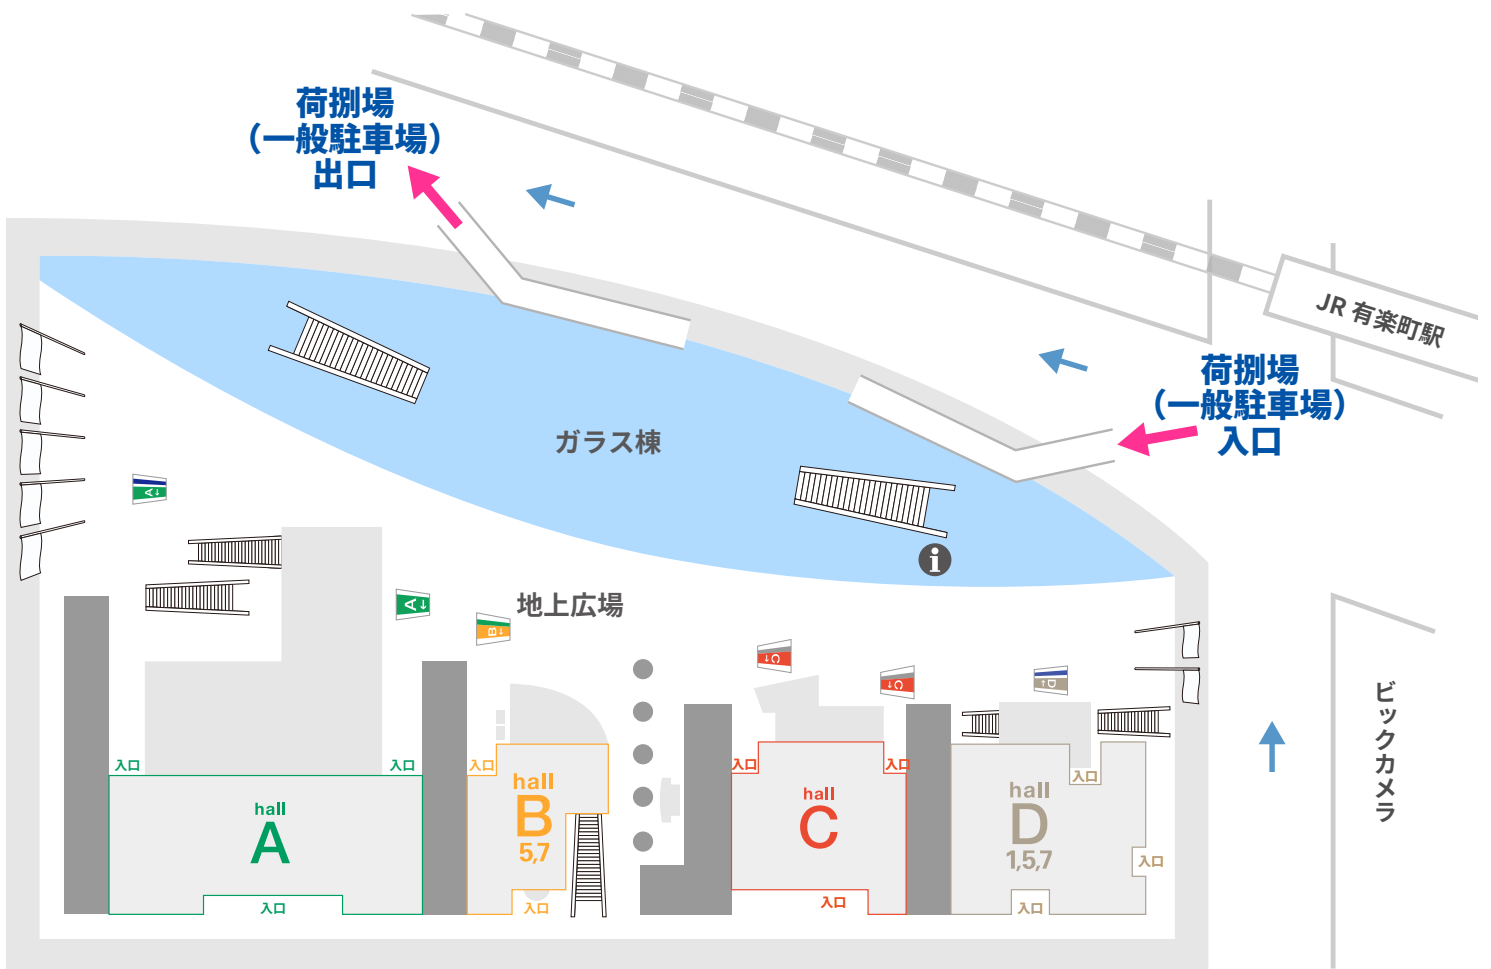 荷捌場
（一般駐車場）
出口
JR 有楽町駅
荷捌場
（一般駐車場）
入口
ガラス棟
A↓
地上広場
A↓
B↓
C↓
C↓
D↓
ビックカメラ
入口
入口
入口
入口
入口
入口
hall
A
入口
hall
B
5,7
入口
hall
C
入口
hall
D
1,5,7
入口
入口
i